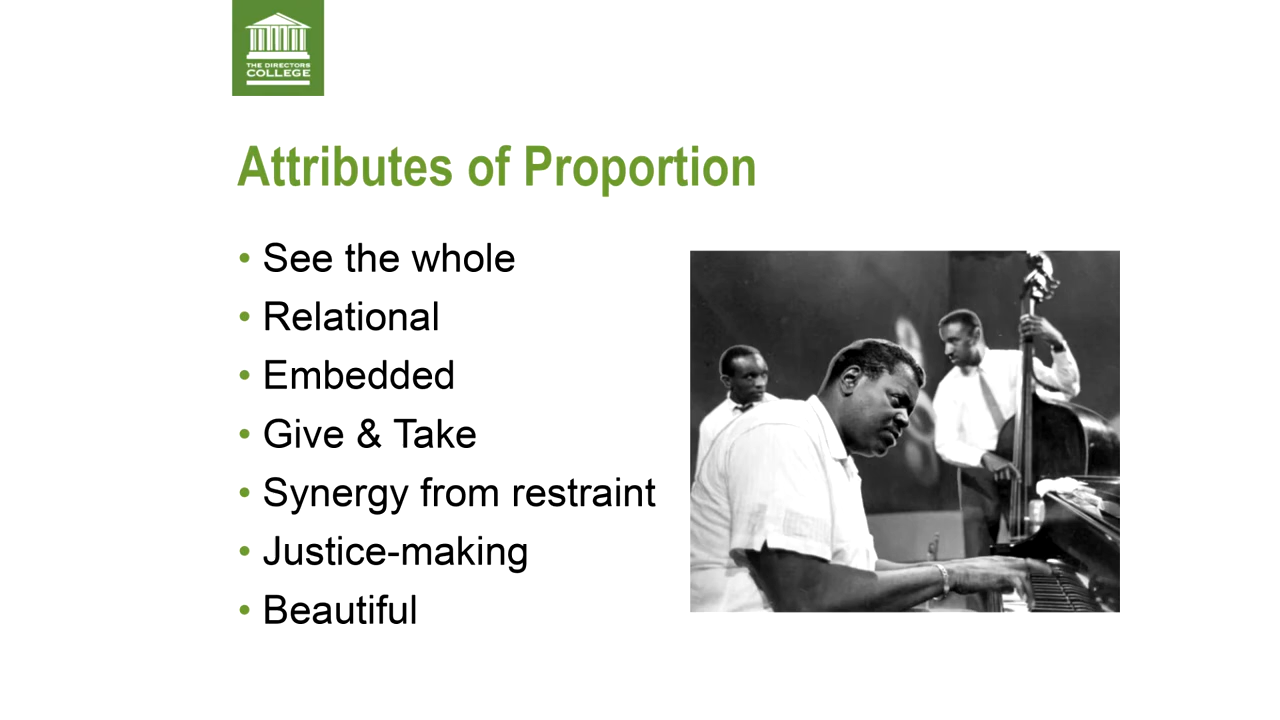 THE DIRECTORS
COLLEGE
Attributes of Proportion
• See the whole
• Relational
• Embedded
• Give & Take
• Synergy from restraint
• Justice-making
• Beautiful